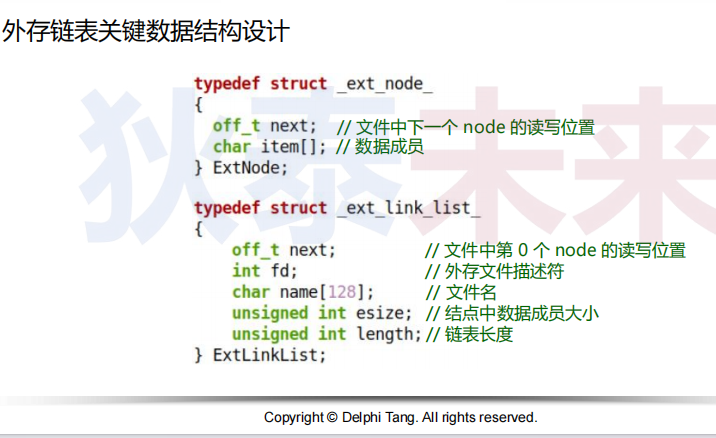 外存链表关键数据结构设计
typedef struct _ext_node_
{
off_t next; // 文件中下一个 node 的读写位置
char item[]; // 数据成员
} ExtNode;
typedef struct _ext_link_list_
{
off_t next; // 文件中第 0 个 node 的读写位置
int fd; // 外存文件描述符
char name[128]; // 文件名
unsigned int esize; // 结点中数据成员大小
unsigned int length; // 链表长度
} ExtLinkList;
狄泰未来
Copyright © Delphi Tang. All rights reserved.